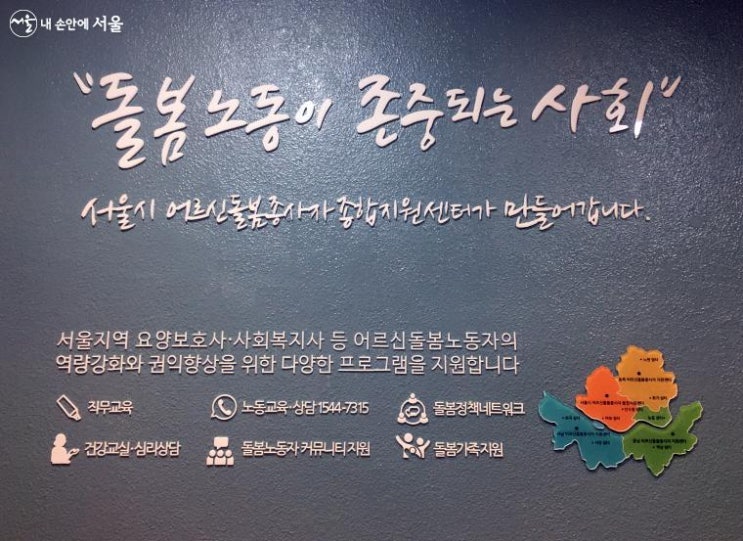 서울 내 손안에 서울
"돌봄노동이 존중되는 사회"
서울시 어르신돌봄종사자종합지원센터가 만들어갑니다.
서울지역 요양보호사·사회복지사 등 어르신돌봄노동자의
역량강화와 권익향상을 위한 다양한 프로그램을 지원합니다
직무교육
노동교육·상담 1544-7315
돌봄정책네트워크
건강교실·심리상담
돌봄노동자 커뮤니티 지원
돌봄가족지원